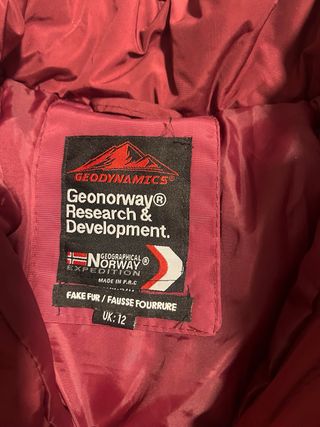 GEODYNAMICS®
Geonorway®
Research &
Development.
GEOGRAPHICAL
NORWAY®
EXPEDITION
MADE IN P.R.C
FAKE FUR / FAUSSE FOURRURE
UK: 12